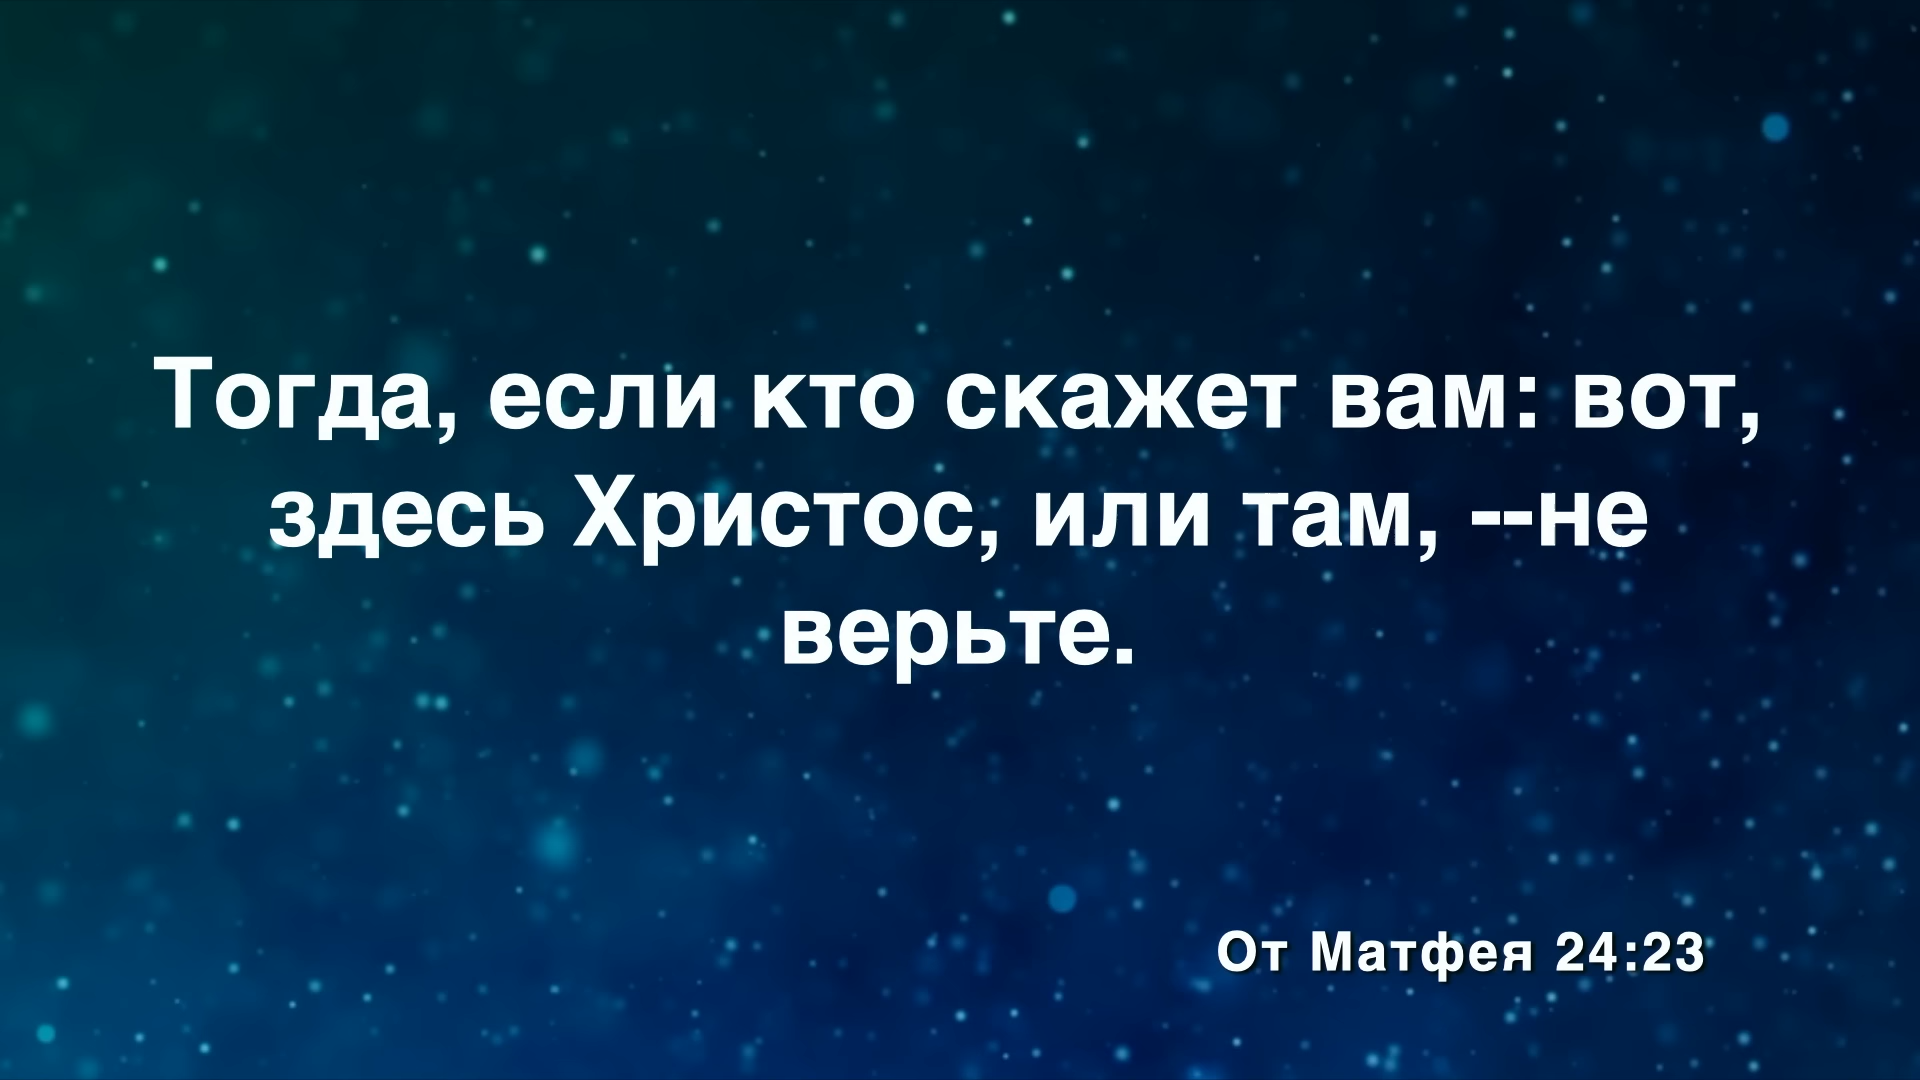 Тогда, если кто скажет вам: вот,
здесь Христос, или там, --не
верьте.
От Матфея 24:23